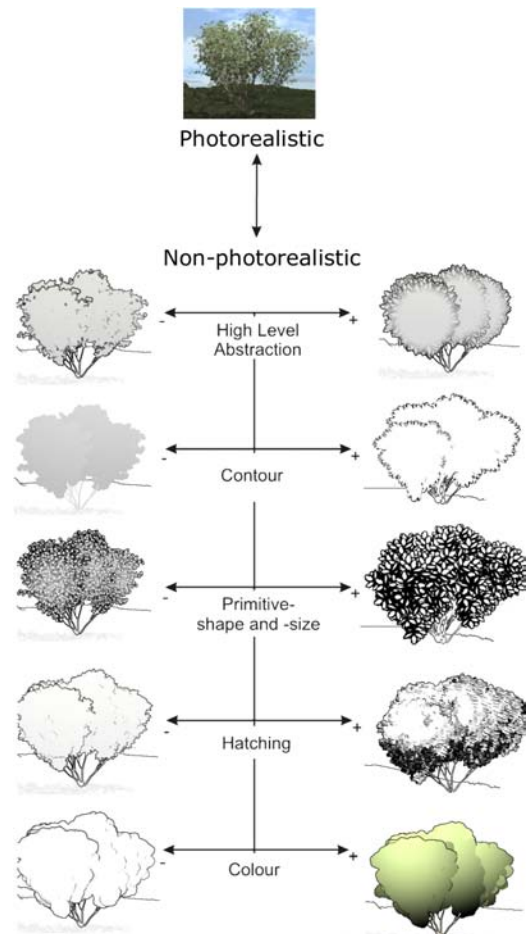 Photorealistic
Non-photorealistic
- +
High Level
Abstraction
- +
Contour
- +
Primitive-
shape and -size
- +
Hatching
- +
Colour